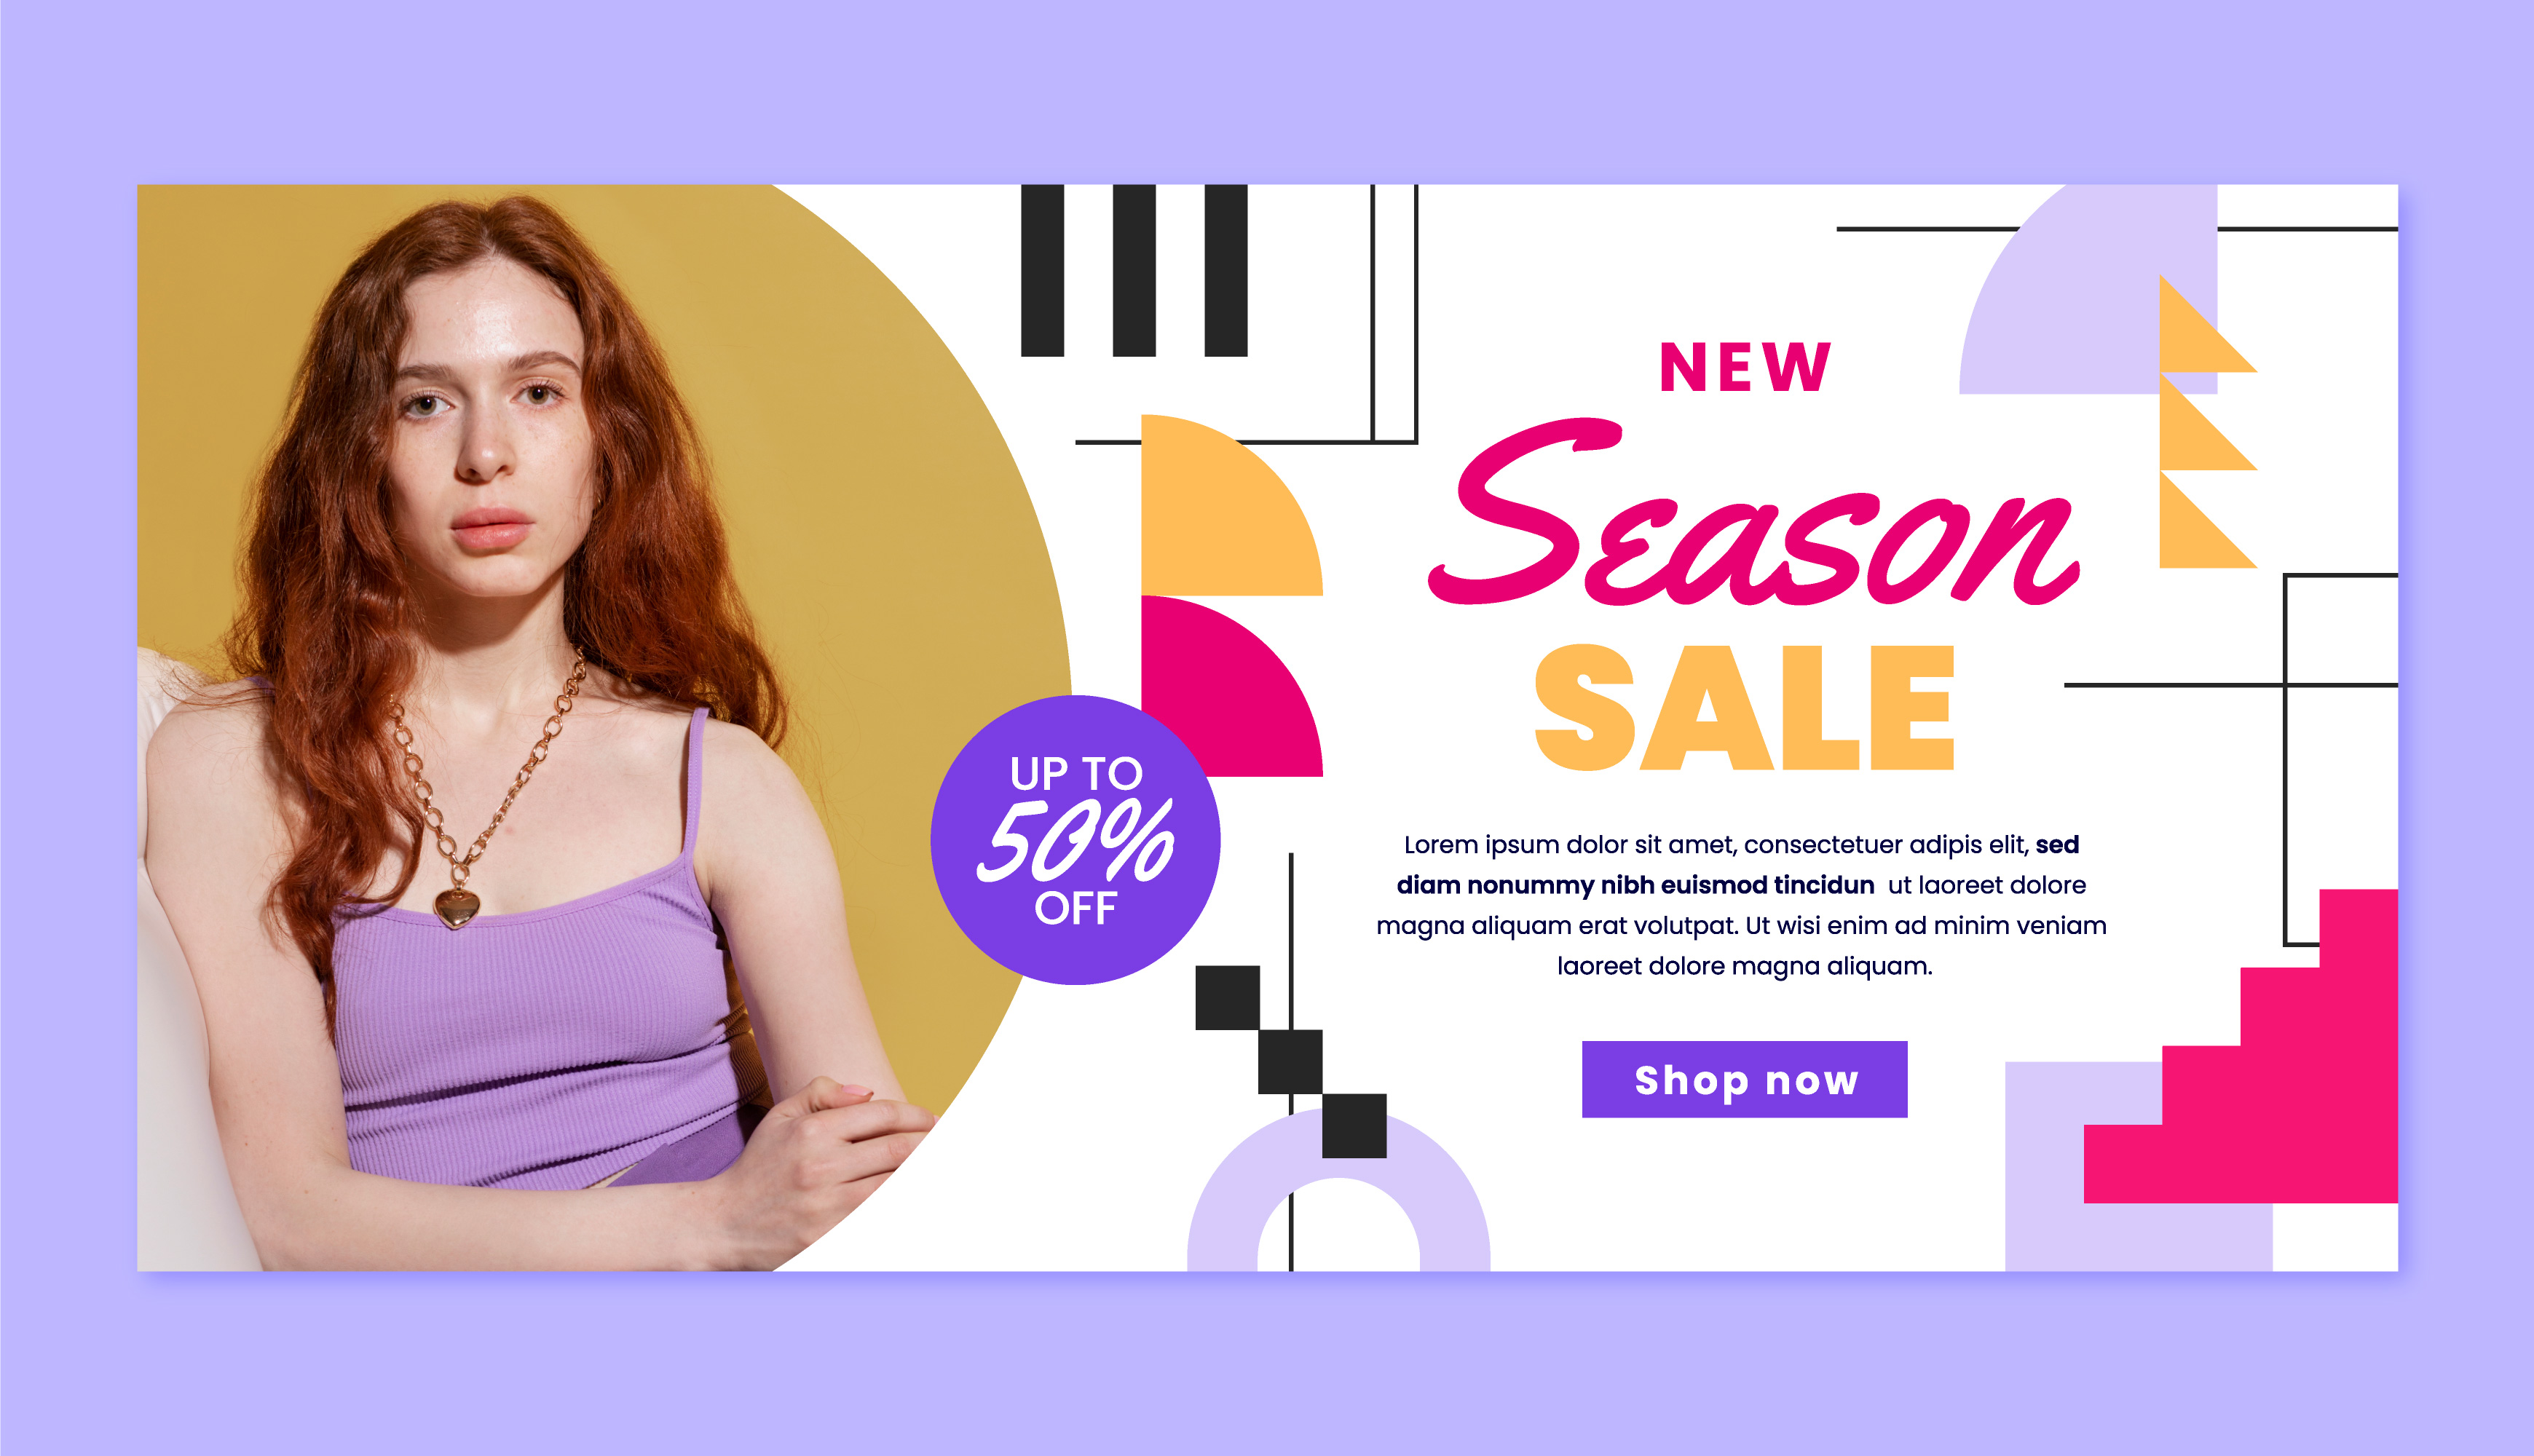 NEW
Season
SALE
UP TO
50%
OFF
Lorem ipsum dolor sit amet, consectetuer adipis elit, sed
diam nonummy nibh euismod tincidun ut laoreet dolore
magna aliquam erat volutpat. Ut wisi enim ad minim veniam
laoreet dolore magna aliquam.
Shop now